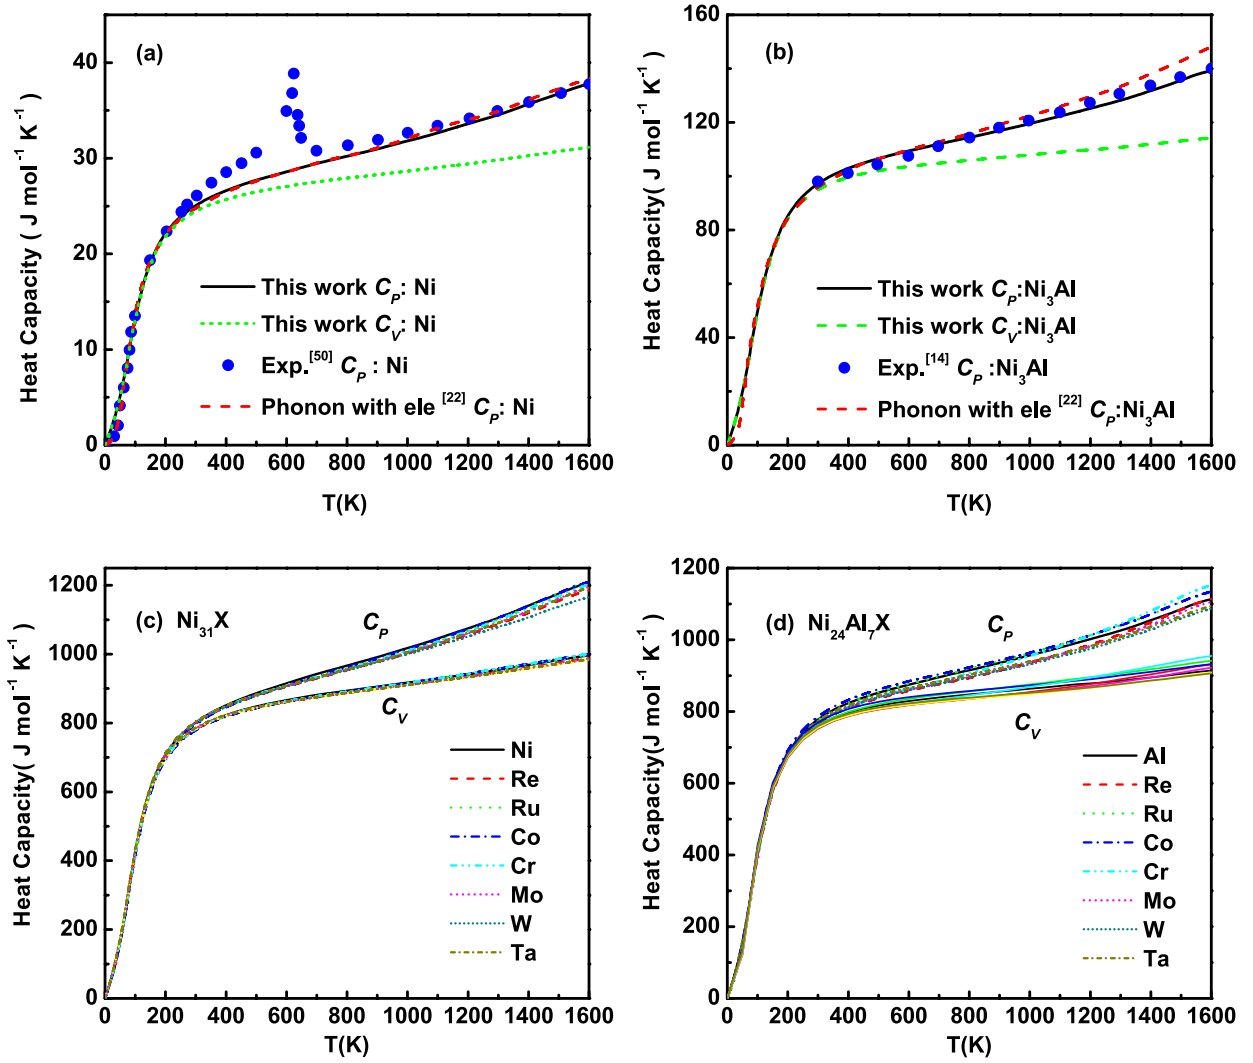 (a)
Heat Capacity ( J mol⁻¹ K⁻¹ )
40
30
20
10
0
This work C_P: Ni
This work C_V: Ni
Exp.[50] C_P : Ni
Phonon with ele [22] C_P: Ni
0 200 400 600 800 1000 1200 1400 1600
T(K)
(b)
Heat Capacity( J mol⁻¹ K⁻¹ )
160
120
80
40
0
This work C_P:Ni₃Al
This work C_V:Ni₃Al
Exp.[14] C_P :Ni₃Al
Phonon with ele [22] C_P:Ni₃Al
0 200 400 600 800 1000 1200 1400 1600
T(K)
(c) Ni₃₁X
Heat Capacity( J mol⁻¹ K⁻¹ )
1200
1000
800
600
400
200
0
C_P
C_V
Ni
Re
Ru
Co
Cr
Mo
W
Ta
0 200 400 600 800 1000 1200 1400 1600
T(K)
(d) Ni₂₄Al₇X
Heat Capacity(J mol⁻¹ K⁻¹ )
1200
1000
800
600
400
200
0
C_P
C_V
Al
Re
Ru
Co
Cr
Mo
W
Ta
0 200 400 600 800 1000 1200 1400 1600
T(K)